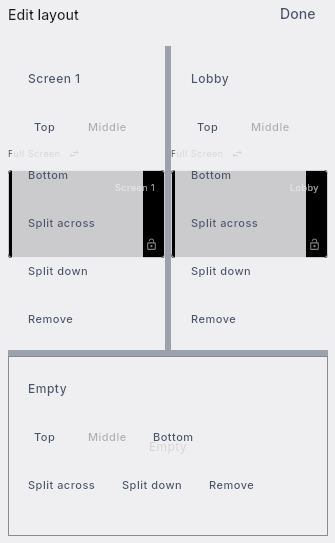 Edit layout Done
Screen 1 Lobby
Top Middle Top Middle
Full Screen Full Screen
Bottom Bottom
Screen 1 Lobby
Split across Split across
Split down Split down
Remove Remove
Empty
Top Middle Bottom
Empty
Split across Split down Remove